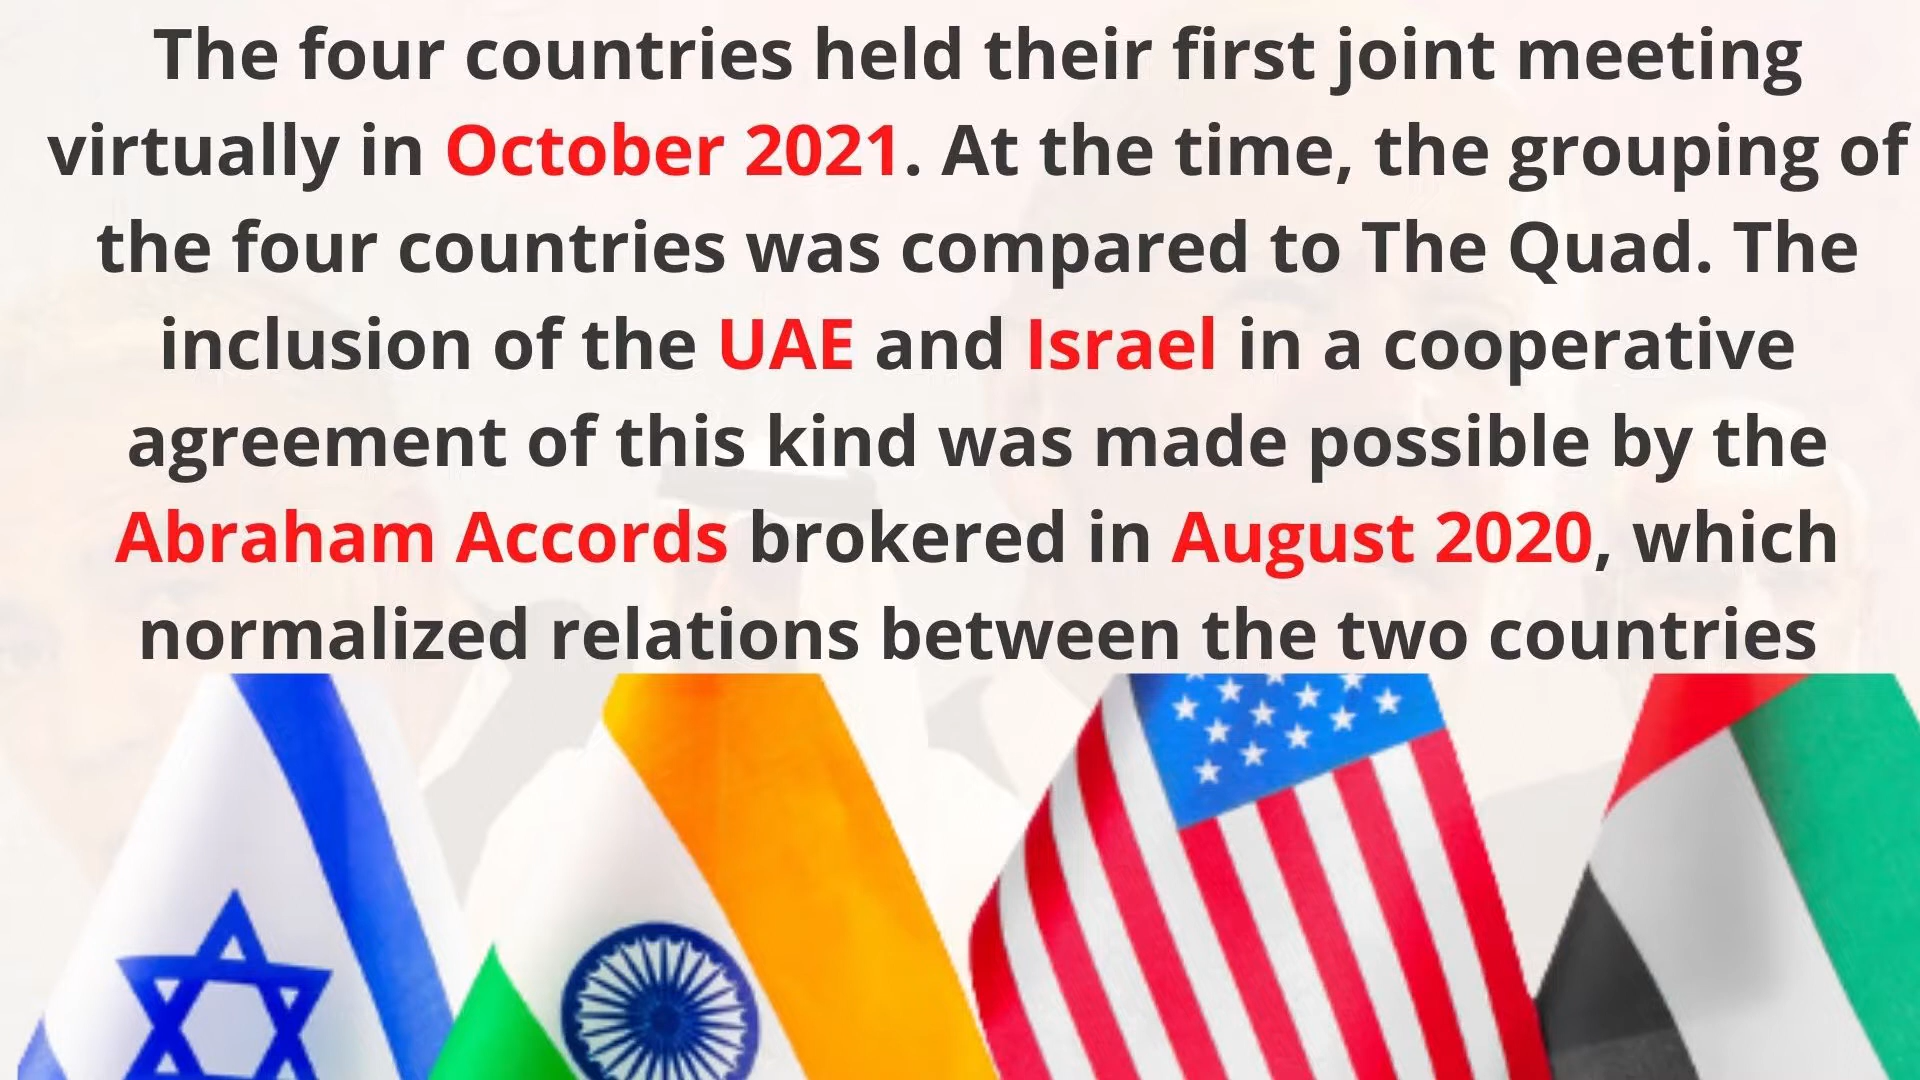 The four countries held their first joint meeting
virtually in October 2021. At the time, the grouping of
the four countries was compared to The Quad. The
inclusion of the UAE and Israel in a cooperative
agreement of this kind was made possible by the
Abraham Accords brokered in August 2020, which
normalized relations between the two countries